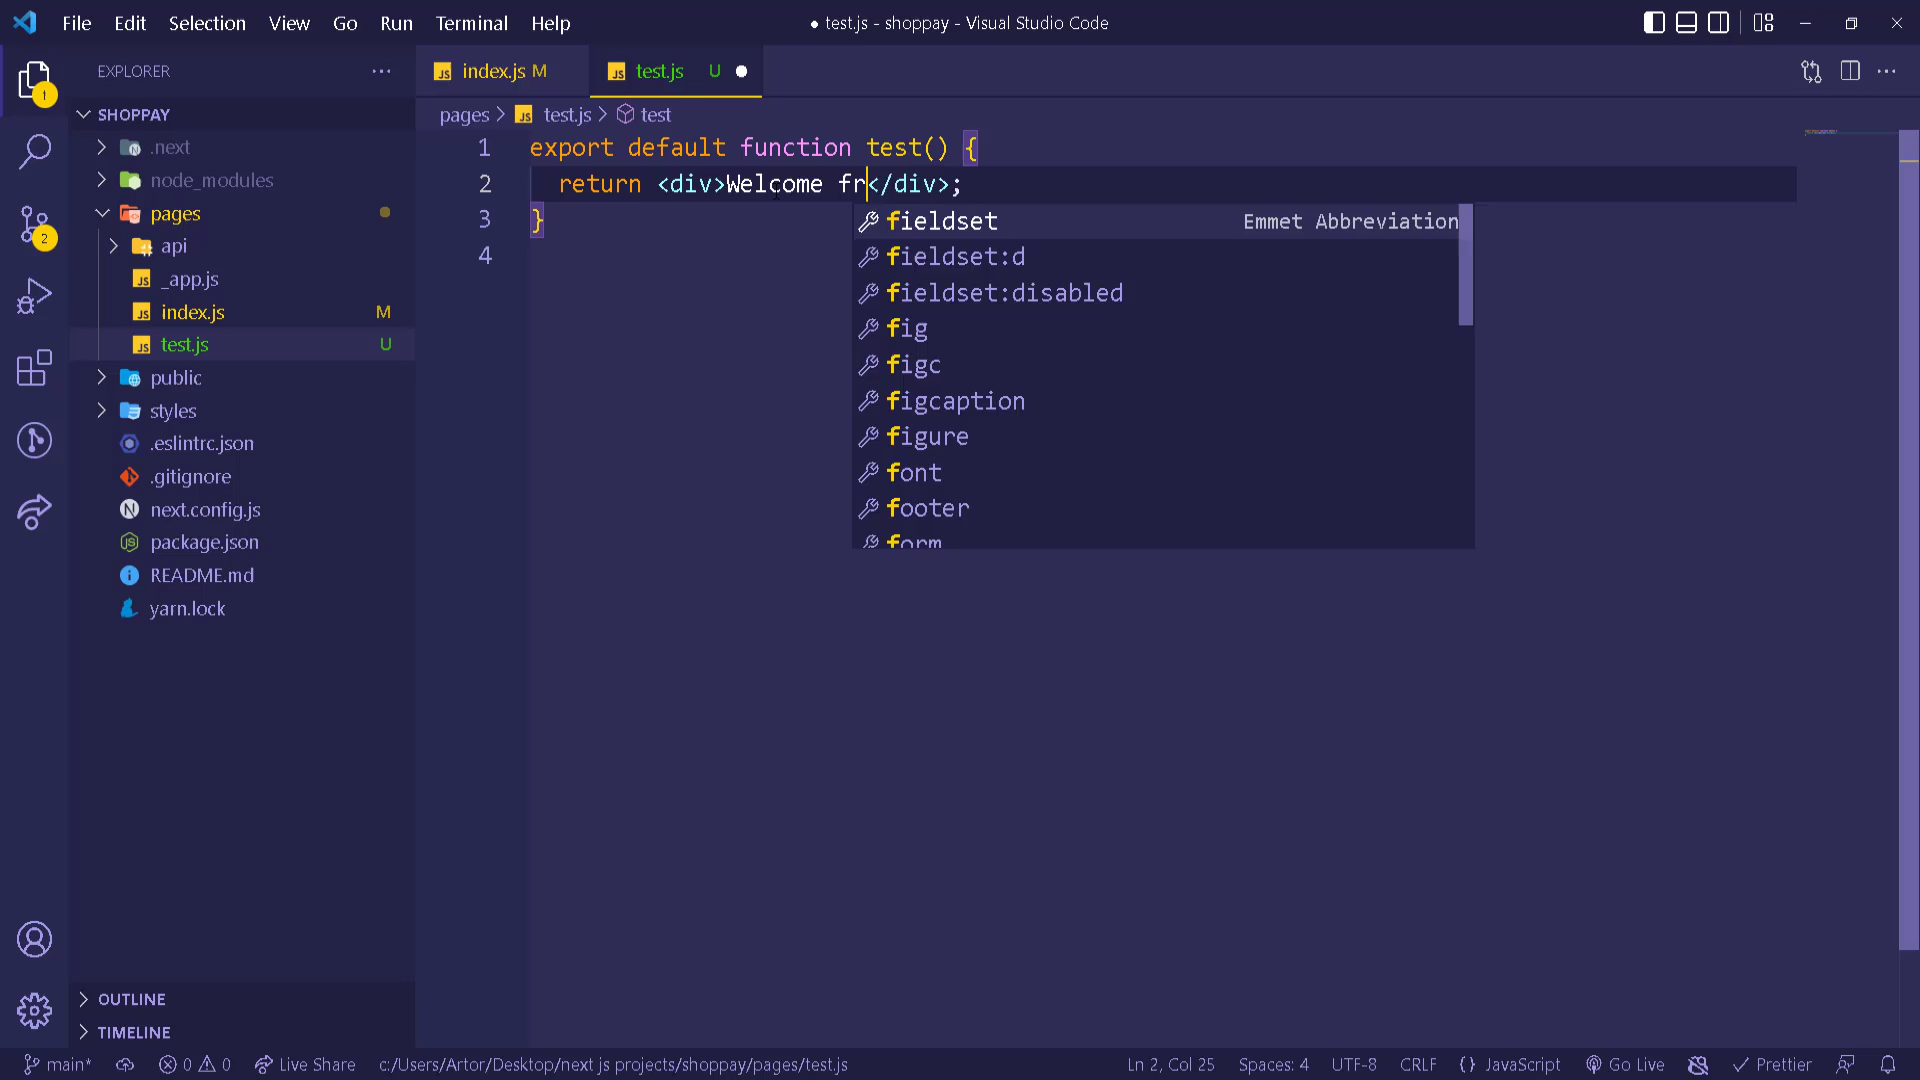 File Edit Selection View Go Run Terminal Help
● test.js - shoppay - Visual Studio Code
EXPLORER
SHOPPAY
.next
node_modules
pages
api
_app.js
index.js M
test.js U
public
styles
.eslintrc.json
.gitignore
next.config.js
package.json
README.md
yarn.lock
OUTLINE
TIMELINE
1
2
index.js M
test.js U
pages > test.js > test
1 export default function test() {
2 return <div>Welcome fr</div>;
3 }
4
fieldset Emmet Abbreviation
fieldset:d
fieldset:disabled
fig
figc
figcaption
figure
font
footer
form
main* 0 0 Live Share c:/Users/Artor/Desktop/next js projects/shoppay/pages/test.js Ln 2, Col 25 Spaces: 4 UTF-8 CRLF {} JavaScript Go Live Prettier